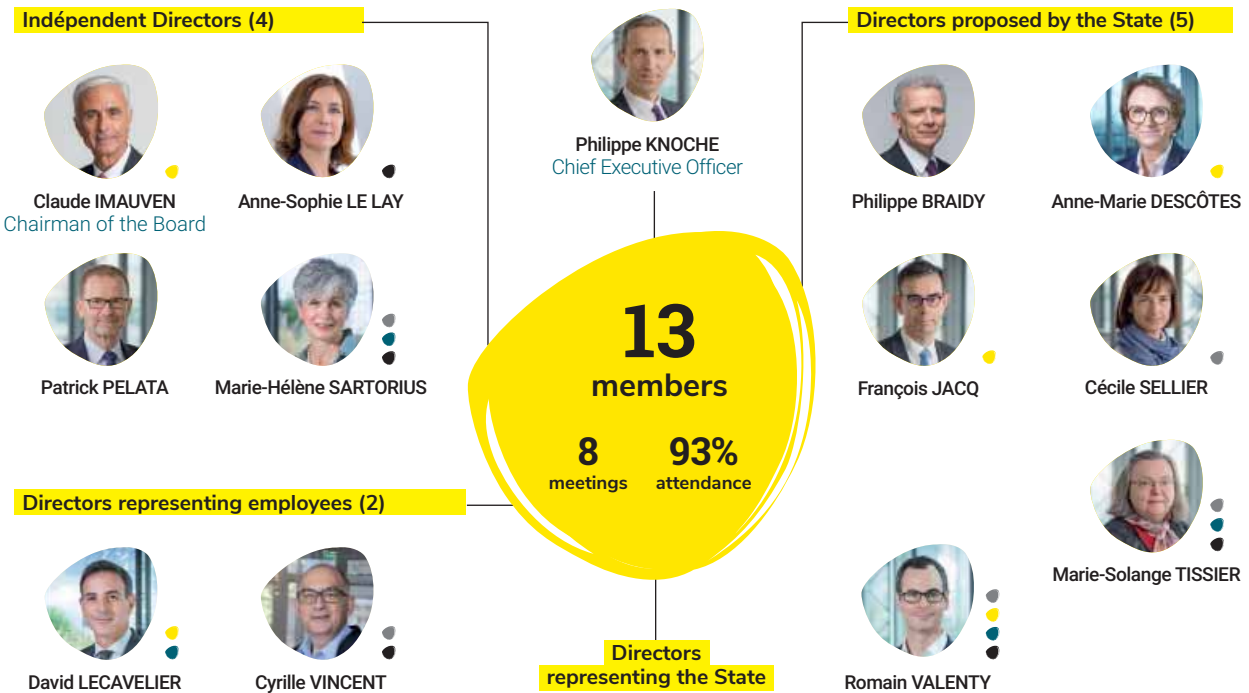 Indépendent Directors (4)
Claude IMAUVEN
Chairman of the Board
Anne-Sophie LE LAY
Patrick PELATA
Marie-Hélène SARTORIUS
Philippe KNOCHE
Chief Executive Officer
Directors proposed by the State (5)
Philippe BRAIDY
Anne-Marie DESCÔTES
François JACQ
Cécile SELLIER
Marie-Solange TISSIER
13
members
8
meetings
93%
attendance
Directors representing employees (2)
David LECAVELIER
Cyrille VINCENT
Directors
representing the State
Romain VALENTY